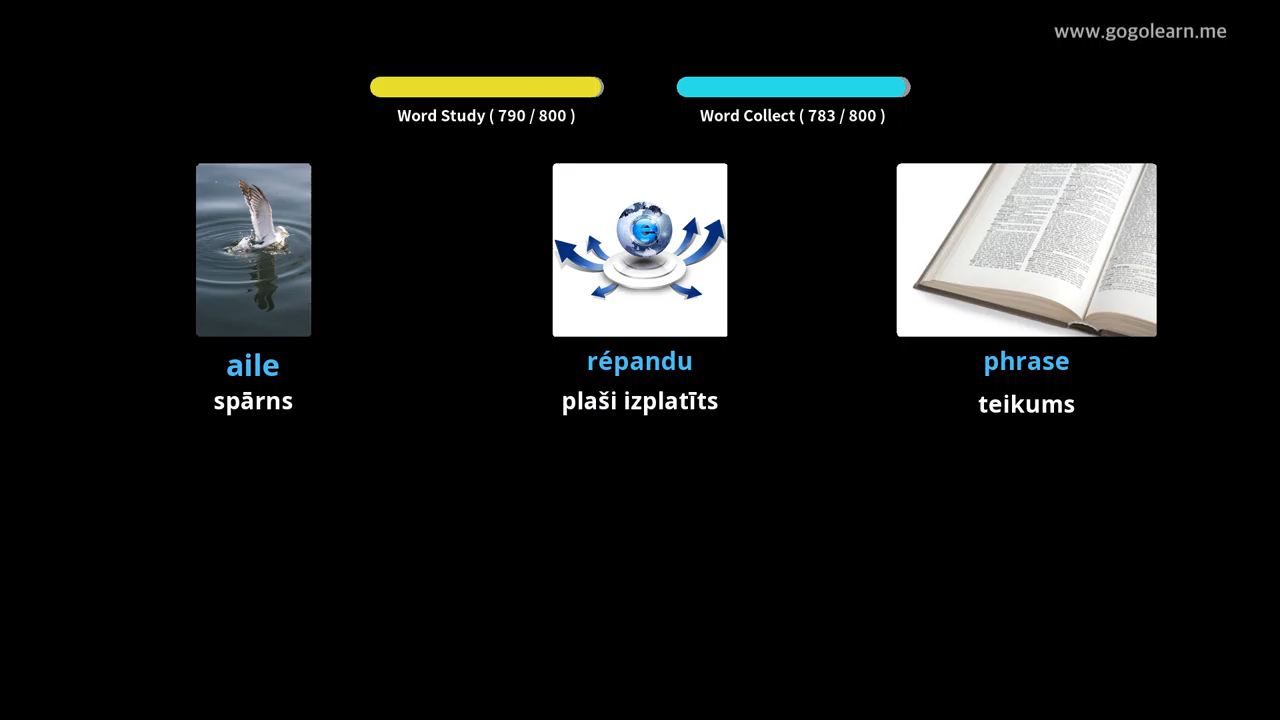 www.gogolearn.me
Word Study ( 790 / 800 )
Word Collect ( 783 / 800 )
e
aile
répandu
phrase
spārns
plaši izplatīts
teikums